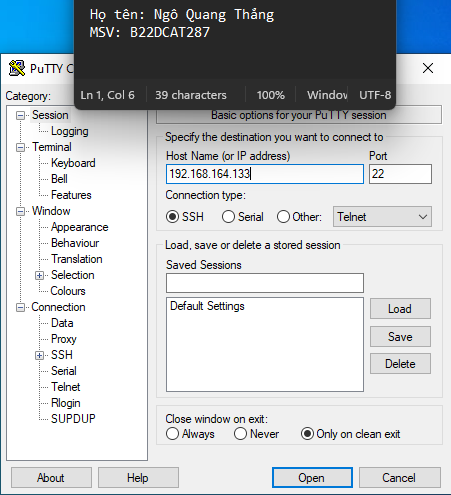 Họ tên: Ngô Quang Thắng
MSV: B22DCAT287
Ln 1, Col 6
39 characters
100%
Window
UTF-8
PuTTY C
Category:
Session
Logging
Terminal
Keyboard
Bell
Features
Window
Appearance
Behaviour
Translation
Selection
Colours
Connection
Data
Proxy
SSH
Serial
Telnet
Rlogin
SUPDUP
Basic options for your PuTTY session
Specify the destination you want to connect to
Host Name (or IP address) Port
192.168.164.133 22
Connection type:
SSH Serial Other: Telnet
Load, save or delete a stored session
Saved Sessions
Default Settings
Load
Save
Delete
Close window on exit:
Always Never Only on clean exit
About Help Open Cancel